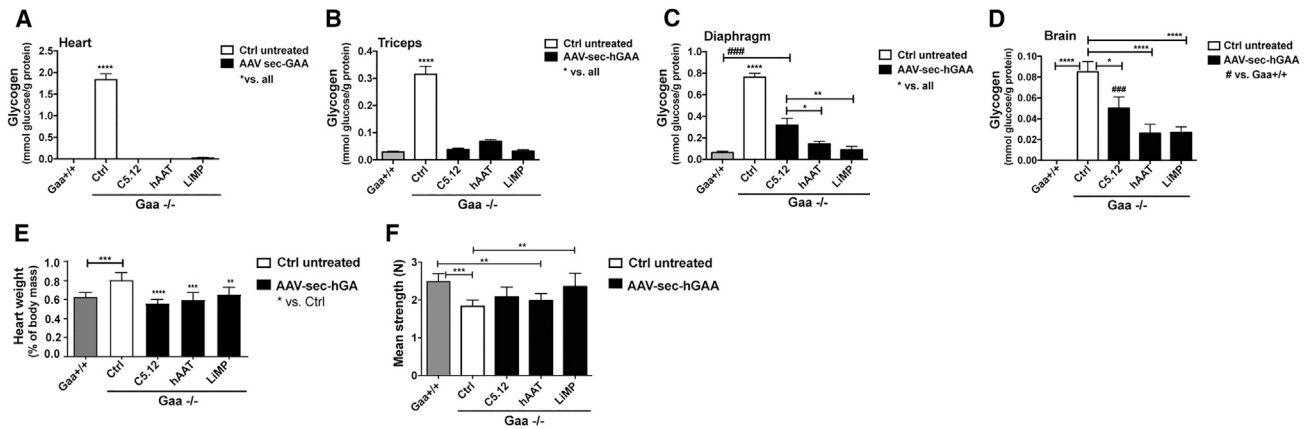 A
Heart
Glycogen
(mmol glucose/g protein)
2.5
2.0
1.5
1.0
0.5
0.0
****
Ctrl untreated
AAV sec-GAA
*vs. all
Gaa+/+
Ctrl
C5.12
hAAT
LiMP
Gaa -/-
B
Triceps
Glycogen
(mmol glucose/g protein)
0.4
0.3
0.2
0.1
0.0
****
Ctrl untreated
AAV-sec-hGAA
* vs. all
Gaa+/+
Ctrl
C5.12
hAAT
LiMP
Gaa -/-
C
Diaphragm
Glycogen
(mmol glucose/g protein)
1.0
0.8
0.6
0.4
0.2
0.0
###
****
**
*
Ctrl untreated
AAV-sec-hGAA
* vs. all
Gaa+/+
Ctrl
C5.12
hAAT
LiMP
Gaa -/-
D
Brain
Glycogen
(mmol glucose/g protein)
0.10
0.08
0.06
0.04
0.02
0.00
****
****
****
*
###
Ctrl untreated
AAV-sec-hGAA
# vs. Gaa+/+
Gaa+/+
Ctrl
C5.12
hAAT
LiMP
Gaa -/-
E
Heart weight
(% of body mass)
1.0
0.8
0.6
0.4
0.2
0.0
***
****
***
**
Ctrl untreated
AAV-sec-hGA
* vs. Ctrl
Gaa+/+
Ctrl
C5.12
hAAT
LiMP
Gaa -/-
F
Mean strength (N)
3
2
1
0
**
**
***
Ctrl untreated
AAV-sec-hGAA
Gaa+/+
Ctrl
C5.12
hAAT
LiMP
Gaa -/-